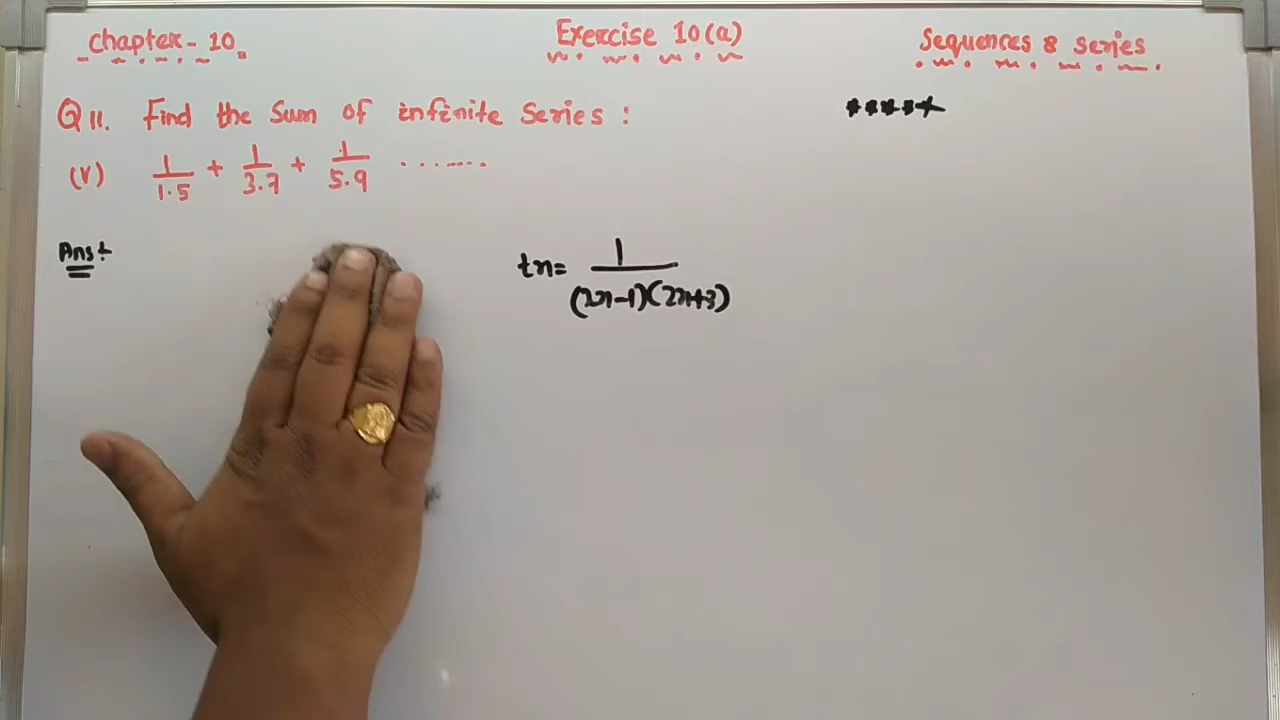 Chapter - 10
Exercise 10(a)
Sequences & Series
Q 11. Find the Sum of infinite Series :
*****
(V) 1/1.5 + 1/3.7 + 1/5.9 ........
Ans:
tn = 1/(2n-1)(2n+3)